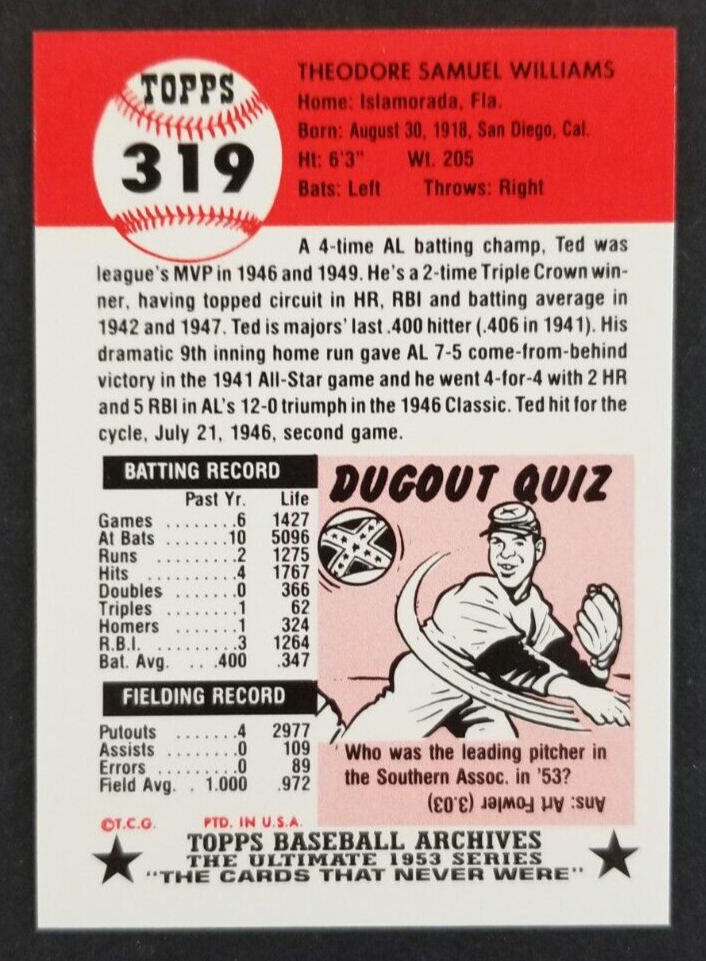 TOPPS
319
THEODORE SAMUEL WILLIAMS
Home: Islamorada, Fla.
Born: August 30, 1918, San Diego, Cal.
Ht: 6'3" Wt. 205
Bats: Left Throws: Right
A 4-time AL batting champ, Ted was
league's MVP in 1946 and 1949. He's a 2-time Triple Crown win-
ner, having topped circuit in HR, RBI and batting average in
1942 and 1947. Ted is majors' last .400 hitter (.406 in 1941). His
dramatic 9th inning home run gave AL 7-5 come-from-behind
victory in the 1941 All-Star game and he went 4-for-4 with 2 HR
and 5 RBI in AL's 12-0 triumph in the 1946 Classic. Ted hit for the
cycle, July 21, 1946, second game.
BATTING RECORD
Past Yr. Life
Games ........6 1427
At Bats .......10 5096
Runs ........2 1275
Hits ........4 1767
Doubles ......0 366
Triples .......1 62
Homers ......1 324
R.B.I. ........3 1264
Bat. Avg. ...400 .347
FIELDING RECORD
Putouts .......4 2977
Assists .......0 109
Errors ........0 89
Field Avg. . 1.000 .972
DUGOUT QUIZ
Who was the leading pitcher in
the Southern Assoc. in '53?
Ans: Art Fowler (3.03)
©T.C.G. PTD. IN U.S.A.
TOPPS BASEBALL ARCHIVES
THE ULTIMATE 1953 SERIES
"THE CARDS THAT NEVER WERE"